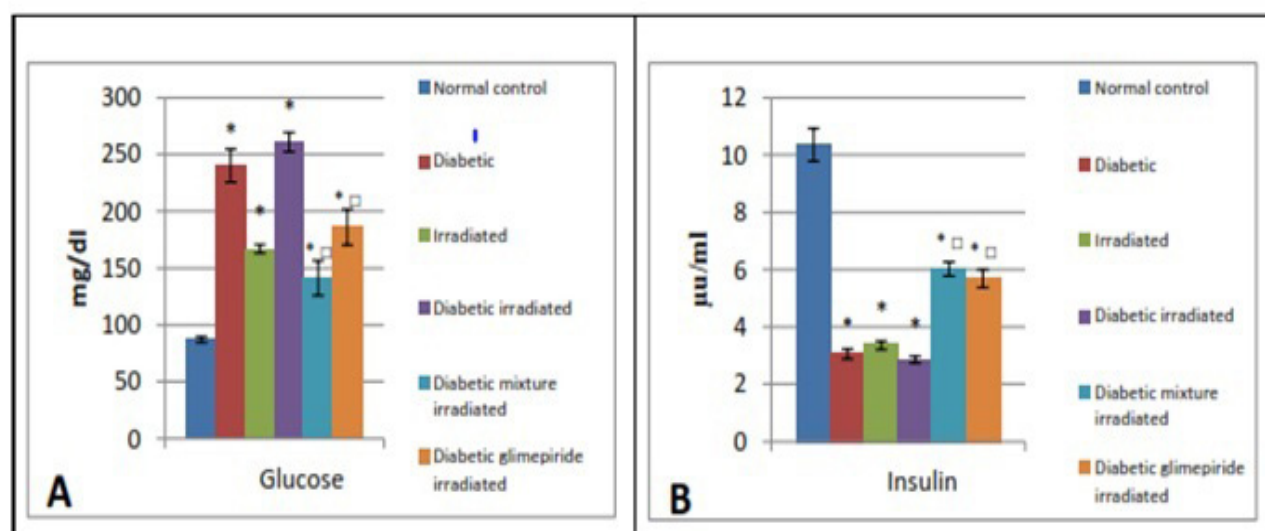 300
250
200
150
100
50
0
mg/dl
* * * * □ * □
Glucose
A
Normal control
Diabetic
Irradiated
Diabetic irradiated
Diabetic mixture
irradiated
Diabetic glimepiride
irradiated
12
10
8
6
4
2
0
µu/ml
* * * * □ * □
Insulin
B
Normal control
Diabetic
Irradiated
Diabetic irradiated
Diabetic mixture
irradiated
Diabetic glimepiride
irradiated